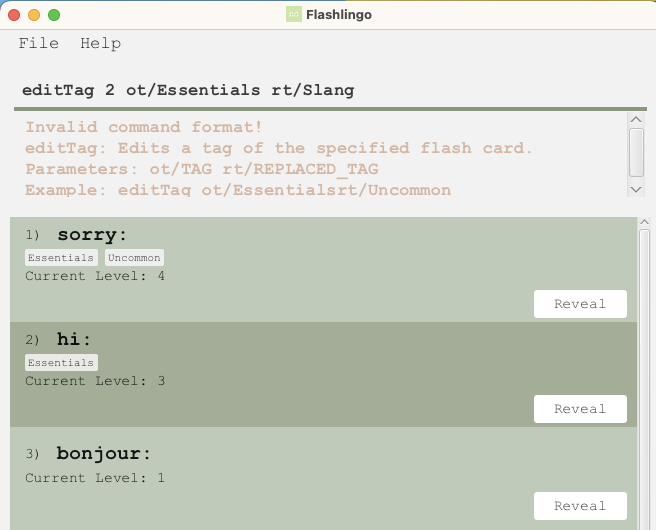 Flashlingo
File Help
editTag 2 ot/Essentials rt/Slang
Invalid command format!
editTag: Edits a tag of the specified flash card.
Parameters: ot/TAG rt/REPLACED_TAG
Example: editTag ot/Essentialsrt/Uncommon
1) sorry:
Essentials Uncommon
Current Level: 4
Reveal
2) hi:
Essentials
Current Level: 3
Reveal
3) bonjour:
Current Level: 1
Reveal